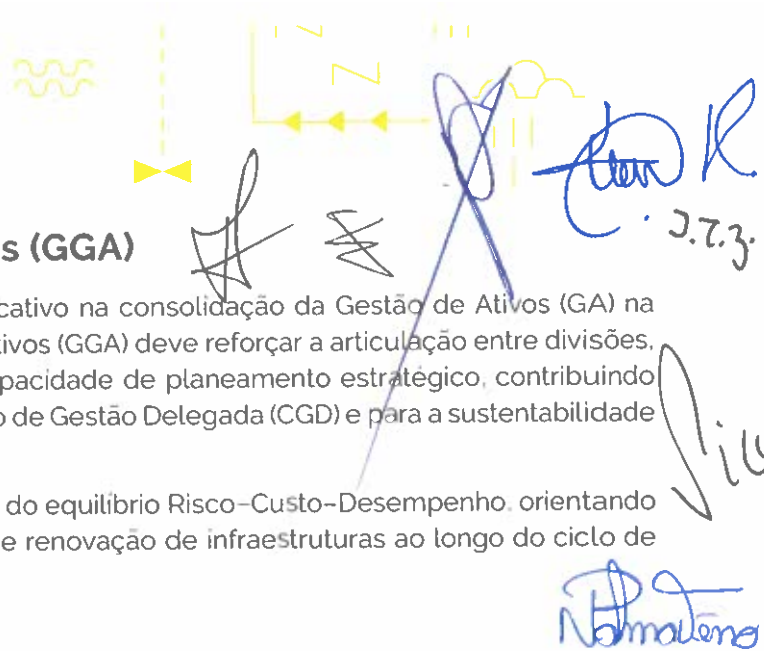 s (GGA)
J.T.Z.
cativo na consolidação da Gestão de Ativos (GA) na
tivos (GGA) deve reforçar a articulação entre divisões,
pacidade de planeamento estratégico, contribuindo
o de Gestão Delegada (CGD) e para a sustentabilidade
do equilíbrio Risco-Custo-Desempenho, orientando
e renovação de infraestruturas ao longo do ciclo de